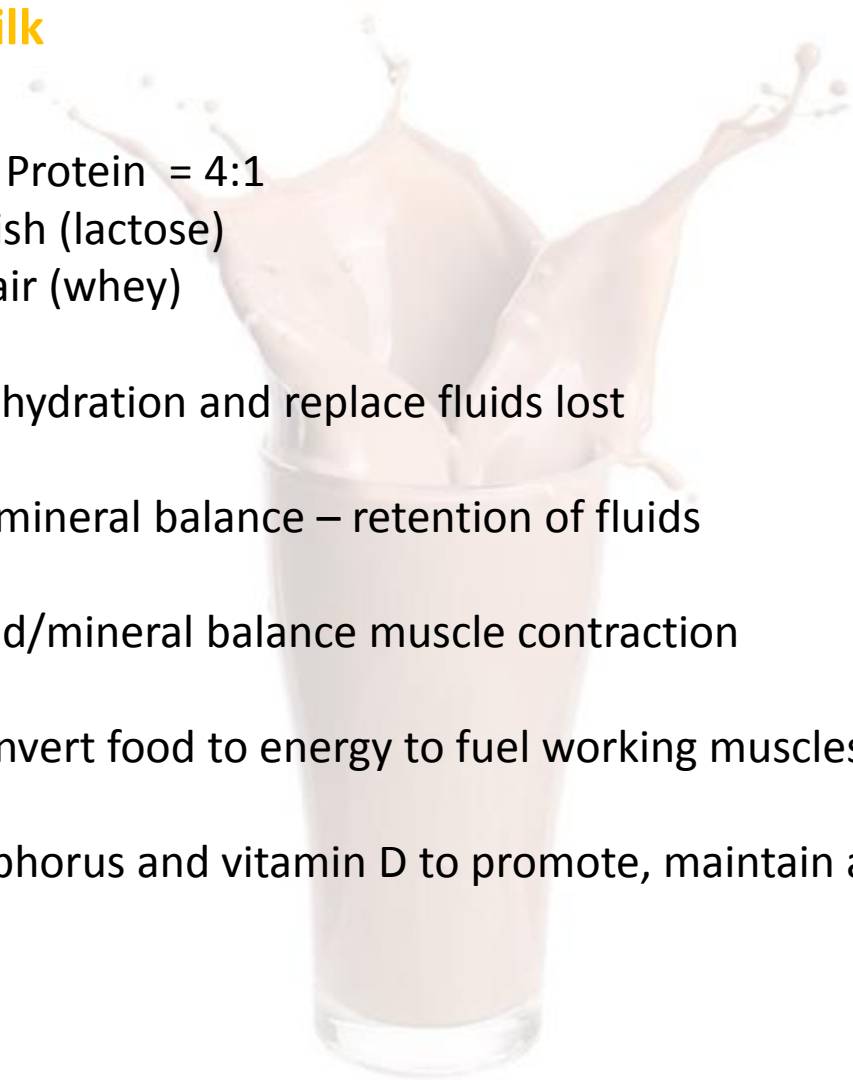 ilk
Protein = 4:1
ish (lactose)
air (whey)
hydration and replace fluids lost
mineral balance – retention of fluids
d/mineral balance muscle contraction
nvert food to energy to fuel working muscles
phorus and vitamin D to promote, maintain a